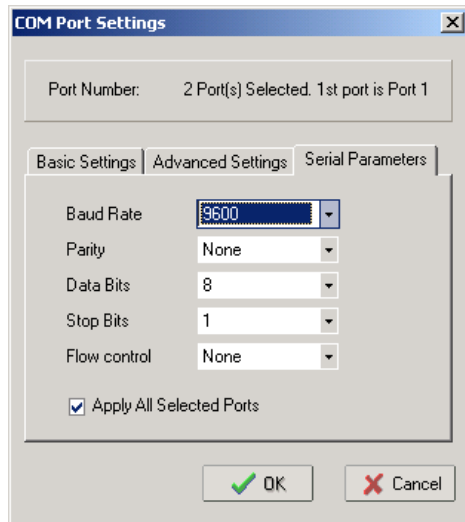 COM Port Settings
Port Number: 2 Port(s) Selected. 1st port is Port 1
Basic Settings Advanced Settings Serial Parameters
Baud Rate 9600
Parity None
Data Bits 8
Stop Bits 1
Flow control None
Apply All Selected Ports
OK Cancel